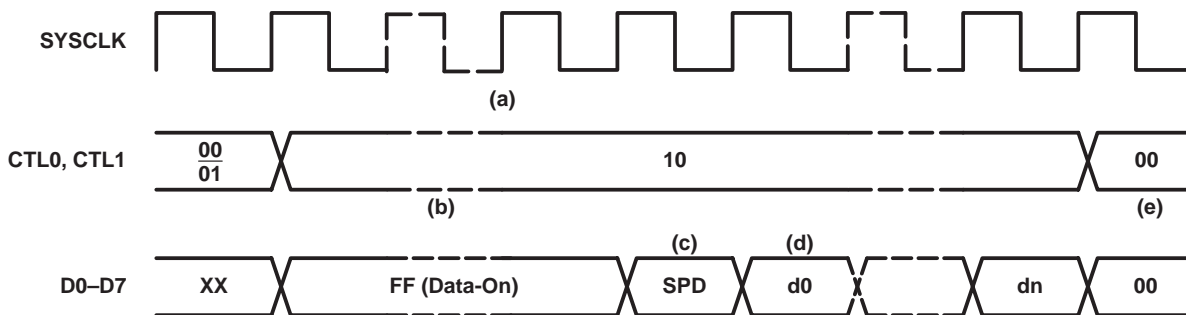 SYSCLK
(a)
CTL0, CTL1
00
01
10
00
(b)
(e)
(c)
(d)
D0–D7
XX
FF (Data-On)
SPD
d0
dn
00